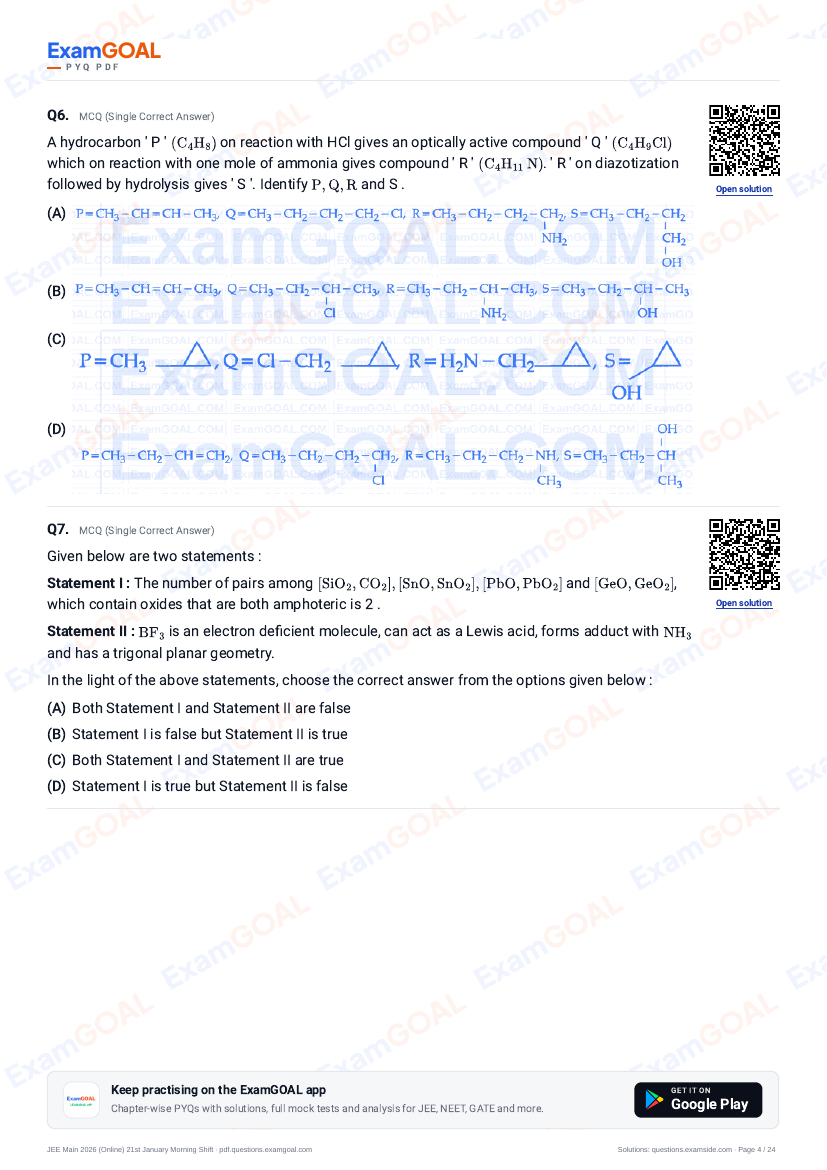 ExamGOAL
PYQ PDF
Q6. MCQ (Single Correct Answer)
A hydrocarbon ' P ' (C₄H₈) on reaction with HCl gives an optically active compound ' Q ' (C₄H₉Cl)
which on reaction with one mole of ammonia gives compound ' R ' (C₄H₁₁ N). ' R ' on diazotization
followed by hydrolysis gives ' S '. Identify P, Q, R and S .
Open solution
(A) P=CH₃−CH=CH−CH₃, Q=CH₃−CH₂−CH₂−CH₂−Cl, R=CH₃−CH₂−CH₂−CH₂, S=CH₃−CH₂−CH₂
NH₂ CH₂
OH
(B) P=CH₃−CH=CH−CH₃, Q=CH₃−CH₂−CH−CH₃, R=CH₃−CH₂−CH−CH₃, S=CH₃−CH₂−CH−CH₃
Cl NH₂ OH
(C) P=CH₃ , Q=Cl−CH₂ , R=H₂N−CH₂ , S=
OH
(D) OH
P=CH₃−CH₂−CH=CH₂, Q=CH₃−CH₂−CH₂−CH₂, R=CH₃−CH₂−CH₂−NH, S=CH₃−CH₂−CH
Cl CH₃ CH₃
Q7. MCQ (Single Correct Answer)
Given below are two statements :
Statement I : The number of pairs among [SiO₂, CO₂], [SnO, SnO₂], [PbO, PbO₂] and [GeO, GeO₂],
which contain oxides that are both amphoteric is 2 .
Open solution
Statement II : BF₃ is an electron deficient molecule, can act as a Lewis acid, forms adduct with NH₃
and has a trigonal planar geometry.
In the light of the above statements, choose the correct answer from the options given below :
(A) Both Statement I and Statement II are false
(B) Statement I is false but Statement II is true
(C) Both Statement I and Statement II are true
(D) Statement I is true but Statement II is false
ExamGOAL
Keep practising on the ExamGOAL app
Chapter-wise PYQs with solutions, full mock tests and analysis for JEE, NEET, GATE and more.
GET IT ON
Google Play
JEE Main 2026 (Online) 21st January Morning Shift · pdf.questions.examgoal.com
Solutions: questions.examside.com · Page 4 / 24